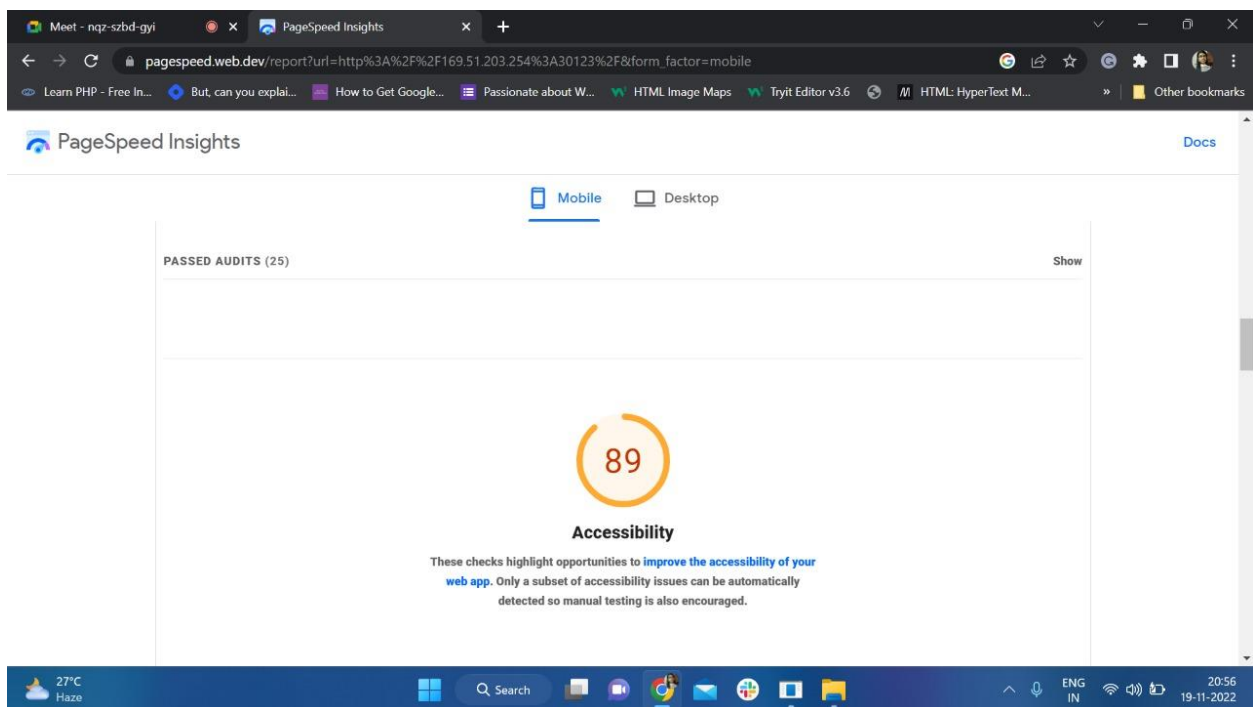 Meet - nqz-szbd-gyi
PageSpeed Insights
pagespeed.web.dev/report?url=http%3A%2F%2F169.51.203.254%3A30123%2F&form_factor=mobile
Learn PHP - Free In...
But, can you explai...
How to Get Google...
Passionate about W...
HTML Image Maps
Tryit Editor v3.6
HTML: HyperText M...
»
Other bookmarks
PageSpeed Insights
Docs
Mobile
Desktop
PASSED AUDITS (25)
Show
89
Accessibility
These checks highlight opportunities to improve the accessibility of your
web app. Only a subset of accessibility issues can be automatically
detected so manual testing is also encouraged.
27°C
Haze
Search
ENG
IN
20:56
19-11-2022